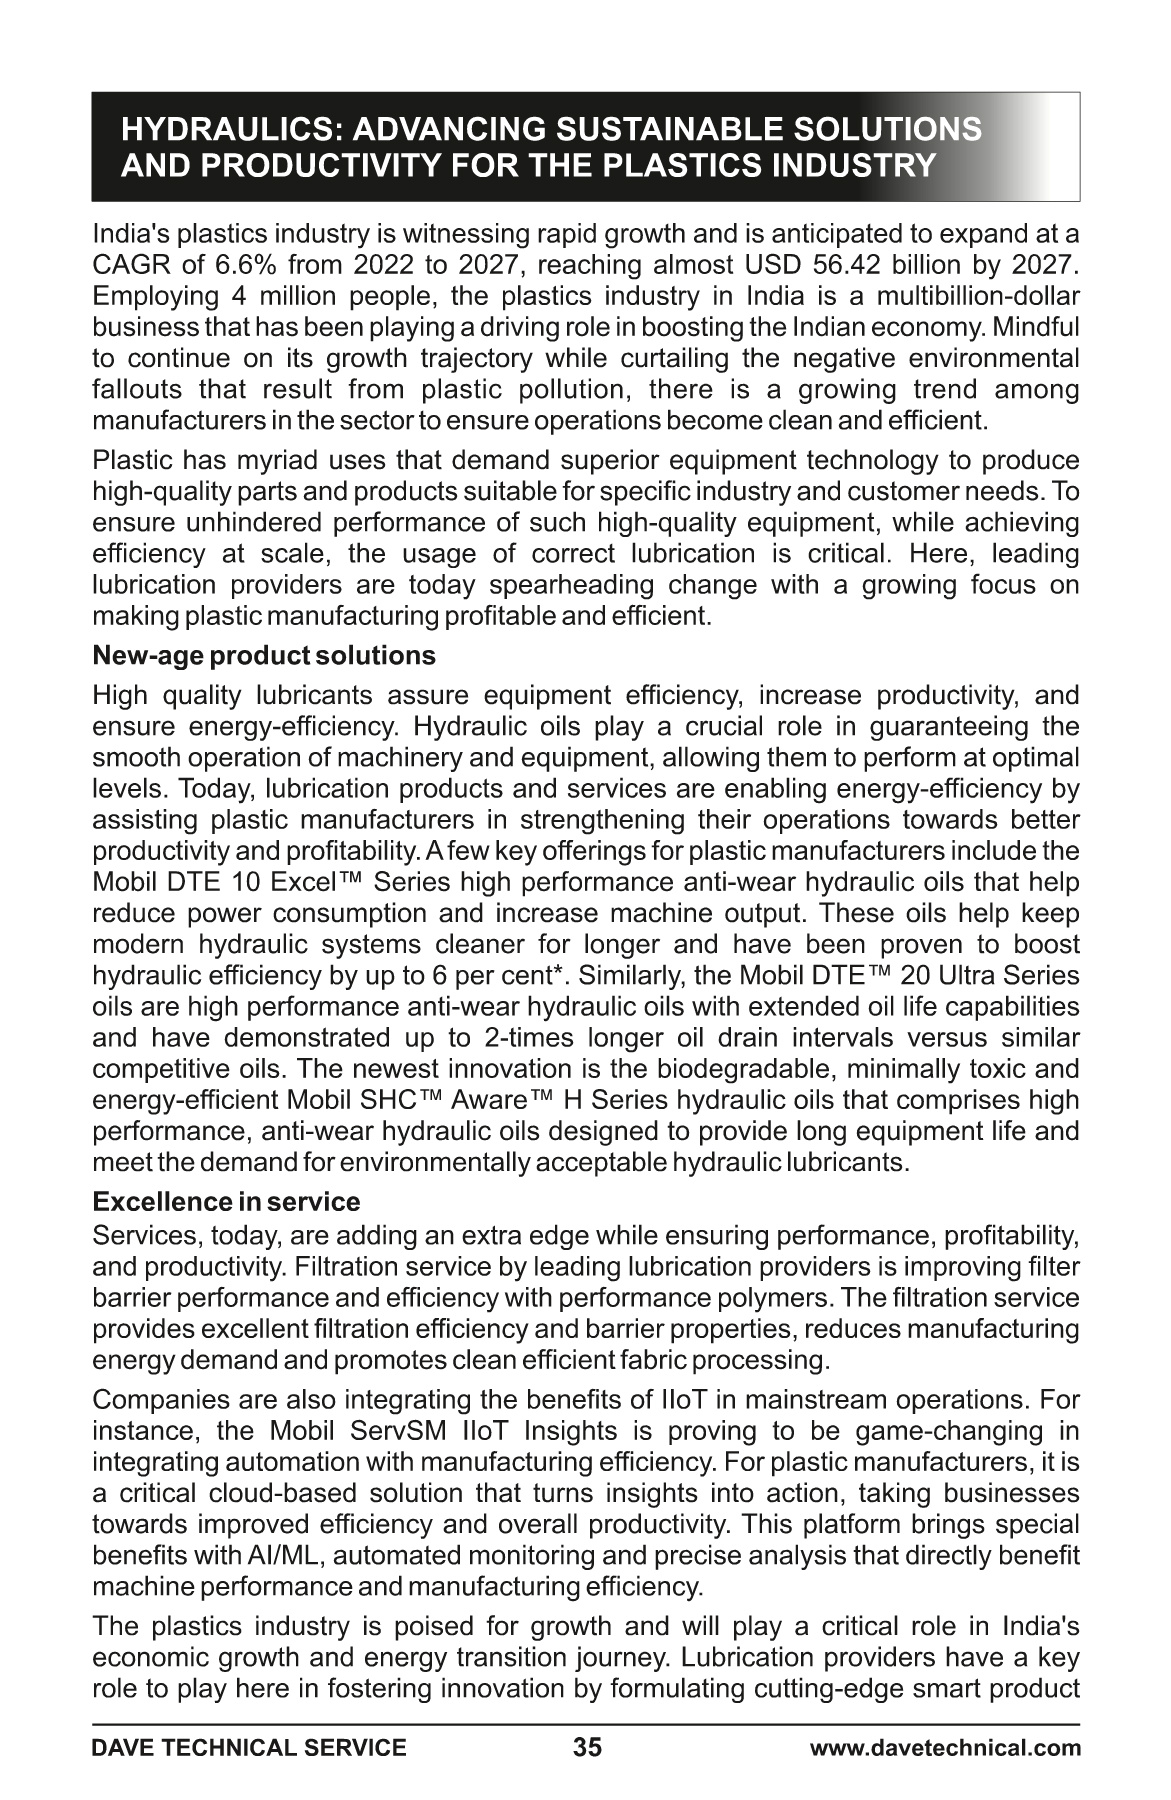 HYDRAULICS: ADVANCING SUSTAINABLE SOLUTIONS
AND PRODUCTIVITY FOR THE PLASTICS INDUSTRY
India's plastics industry is witnessing rapid growth and is anticipated to expand at a
CAGR of 6.6% from 2022 to 2027, reaching almost USD 56.42 billion by 2027.
Employing 4 million people, the plastics industry in India is a multibillion-dollar
business that has been playing a driving role in boosting the Indian economy. Mindful
to continue on its growth trajectory while curtailing the negative environmental
fallouts that result from plastic pollution, there is a growing trend among
manufacturers in the sector to ensure operations become clean and efficient.
Plastic has myriad uses that demand superior equipment technology to produce
high-quality parts and products suitable for specific industry and customer needs. To
ensure unhindered performance of such high-quality equipment, while achieving
efficiency at scale, the usage of correct lubrication is critical. Here, leading
lubrication providers are today spearheading change with a growing focus on
making plastic manufacturing profitable and efficient.
New-age product solutions
High quality lubricants assure equipment efficiency, increase productivity, and
ensure energy-efficiency. Hydraulic oils play a crucial role in guaranteeing the
smooth operation of machinery and equipment, allowing them to perform at optimal
levels. Today, lubrication products and services are enabling energy-efficiency by
assisting plastic manufacturers in strengthening their operations towards better
productivity and profitability. A few key offerings for plastic manufacturers include the
Mobil DTE 10 Excel™ Series high performance anti-wear hydraulic oils that help
reduce power consumption and increase machine output. These oils help keep
modern hydraulic systems cleaner for longer and have been proven to boost
hydraulic efficiency by up to 6 per cent*. Similarly, the Mobil DTE™ 20 Ultra Series
oils are high performance anti-wear hydraulic oils with extended oil life capabilities
and have demonstrated up to 2-times longer oil drain intervals versus similar
competitive oils. The newest innovation is the biodegradable, minimally toxic and
energy-efficient Mobil SHC™ Aware™ H Series hydraulic oils that comprises high
performance, anti-wear hydraulic oils designed to provide long equipment life and
meet the demand for environmentally acceptable hydraulic lubricants.
Excellence in service
Services, today, are adding an extra edge while ensuring performance, profitability,
and productivity. Filtration service by leading lubrication providers is improving filter
barrier performance and efficiency with performance polymers. The filtration service
provides excellent filtration efficiency and barrier properties, reduces manufacturing
energy demand and promotes clean efficient fabric processing.
Companies are also integrating the benefits of IIoT in mainstream operations. For
instance, the Mobil ServSM IIoT Insights is proving to be game-changing in
integrating automation with manufacturing efficiency. For plastic manufacturers, it is
a critical cloud-based solution that turns insights into action, taking businesses
towards improved efficiency and overall productivity. This platform brings special
benefits with AI/ML, automated monitoring and precise analysis that directly benefit
machine performance and manufacturing efficiency.
The plastics industry is poised for growth and will play a critical role in India's
economic growth and energy transition journey. Lubrication providers have a key
role to play here in fostering innovation by formulating cutting-edge smart product
DAVE TECHNICAL SERVICE 35 www.davetechnical.com